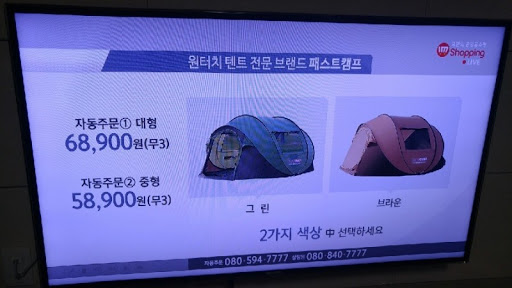 원터치 텐트 전문 브랜드 패스트캠프
Shopping
LIVE
자동주문① 대형
68,900원(무3)
자동주문② 중형
58,900원(무3)
그 린
브라운
2가지 색상 中 선택하세요
자동주문 080-594-7777 상담원 080-840-7777